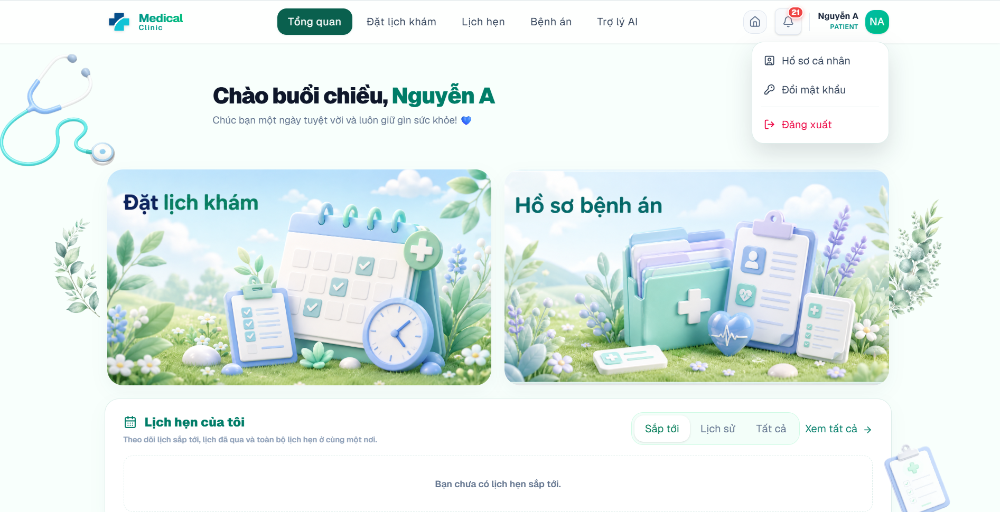 Medical
Clinic
Tổng quan
Đặt lịch khám
Lịch hẹn
Bệnh án
Trợ lý AI
21
Nguyễn A
PATIENT
NA
Hồ sơ cá nhân
Đổi mật khẩu
Đăng xuất
Chào buổi chiều, Nguyễn A
Chúc bạn một ngày tuyệt vời và luôn giữ gìn sức khỏe! 💙
Đặt lịch khám
Hồ sơ bệnh án
Lịch hẹn của tôi
Theo dõi lịch sắp tới, lịch đã qua và toàn bộ lịch hẹn ở cùng một nơi.
Sắp tới
Lịch sử
Tất cả
Xem tất cả →
Bạn chưa có lịch hẹn sắp tới.